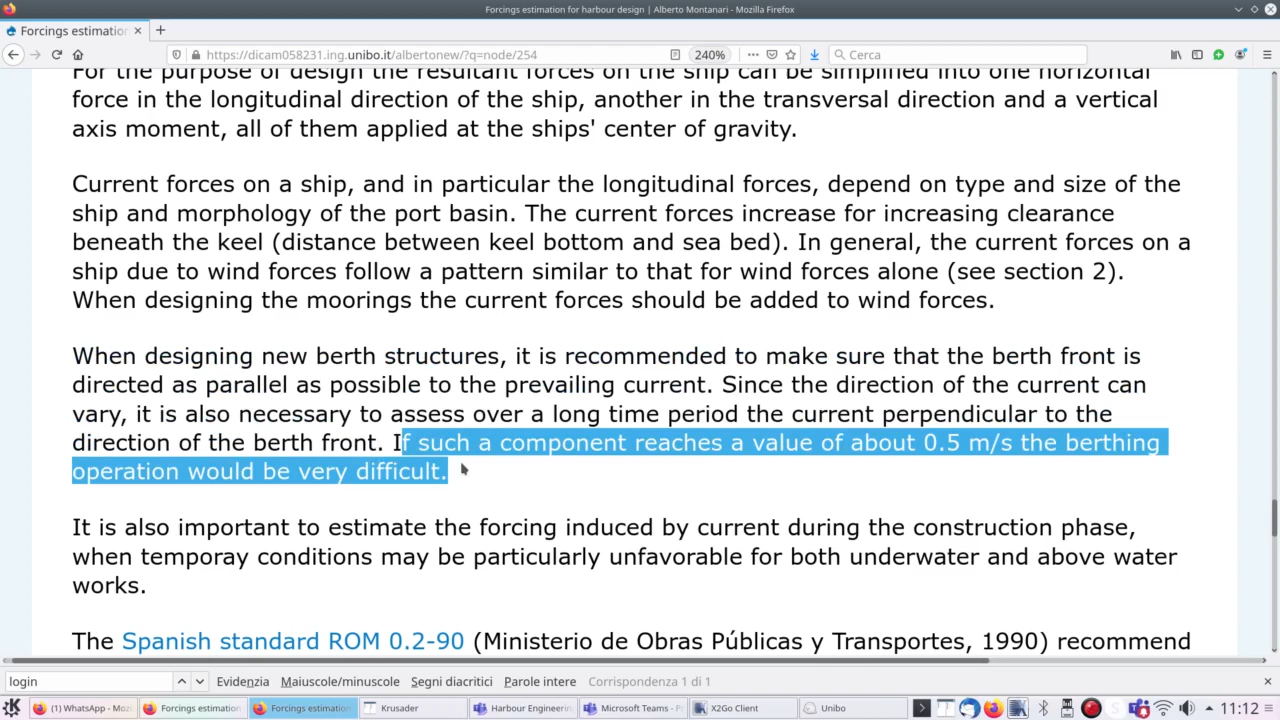 Forcings estimation for harbour design | Alberto Montanari - Mozilla Firefox
Forcings estimatio
https://dicam058231.ing.unibo.it/albertonew/?q=node/254
240%
Cerca
For the purpose of design the resultant forces on the ship can be simplified into one horizontal
force in the longitudinal direction of the ship, another in the transversal direction and a vertical
axis moment, all of them applied at the ships' center of gravity.
Current forces on a ship, and in particular the longitudinal forces, depend on type and size of the
ship and morphology of the port basin. The current forces increase for increasing clearance
beneath the keel (distance between keel bottom and sea bed). In general, the current forces on a
ship due to wind forces follow a pattern similar to that for wind forces alone (see section 2).
When designing the moorings the current forces should be added to wind forces.
When designing new berth structures, it is recommended to make sure that the berth front is
directed as parallel as possible to the prevailing current. Since the direction of the current can
vary, it is also necessary to assess over a long time period the current perpendicular to the
direction of the berth front. If such a component reaches a value of about 0.5 m/s the berthing
operation would be very difficult.
It is also important to estimate the forcing induced by current during the construction phase,
when temporay conditions may be particularly unfavorable for both underwater and above water
works.
The Spanish standard ROM 0.2-90 (Ministerio de Obras Públicas y Transportes, 1990) recommend
login
Evidenzia
Maiuscole/minuscole
Segni diacritici
Parole intere
Corrispondenza 1 di 1
(1) WhatsApp - Moz
Forcings estimation
Forcings estimation
Krusader
Harbour Engineerin
Microsoft Teams - Pr
X2Go Client
Unibo
11:12